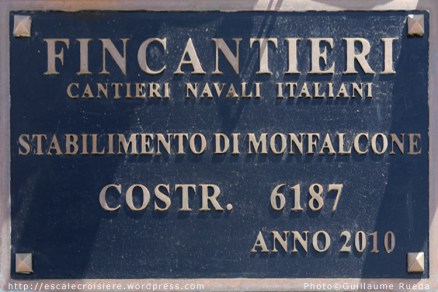 FINCANTIERI
CANTIERI NAVALI ITALIANI
STABILIMENTO DI MONFALCONE
COSTR. 6187
ANNO 2010
http://escalecroisiere.wordpress.com Photo©Guillaume Rueda